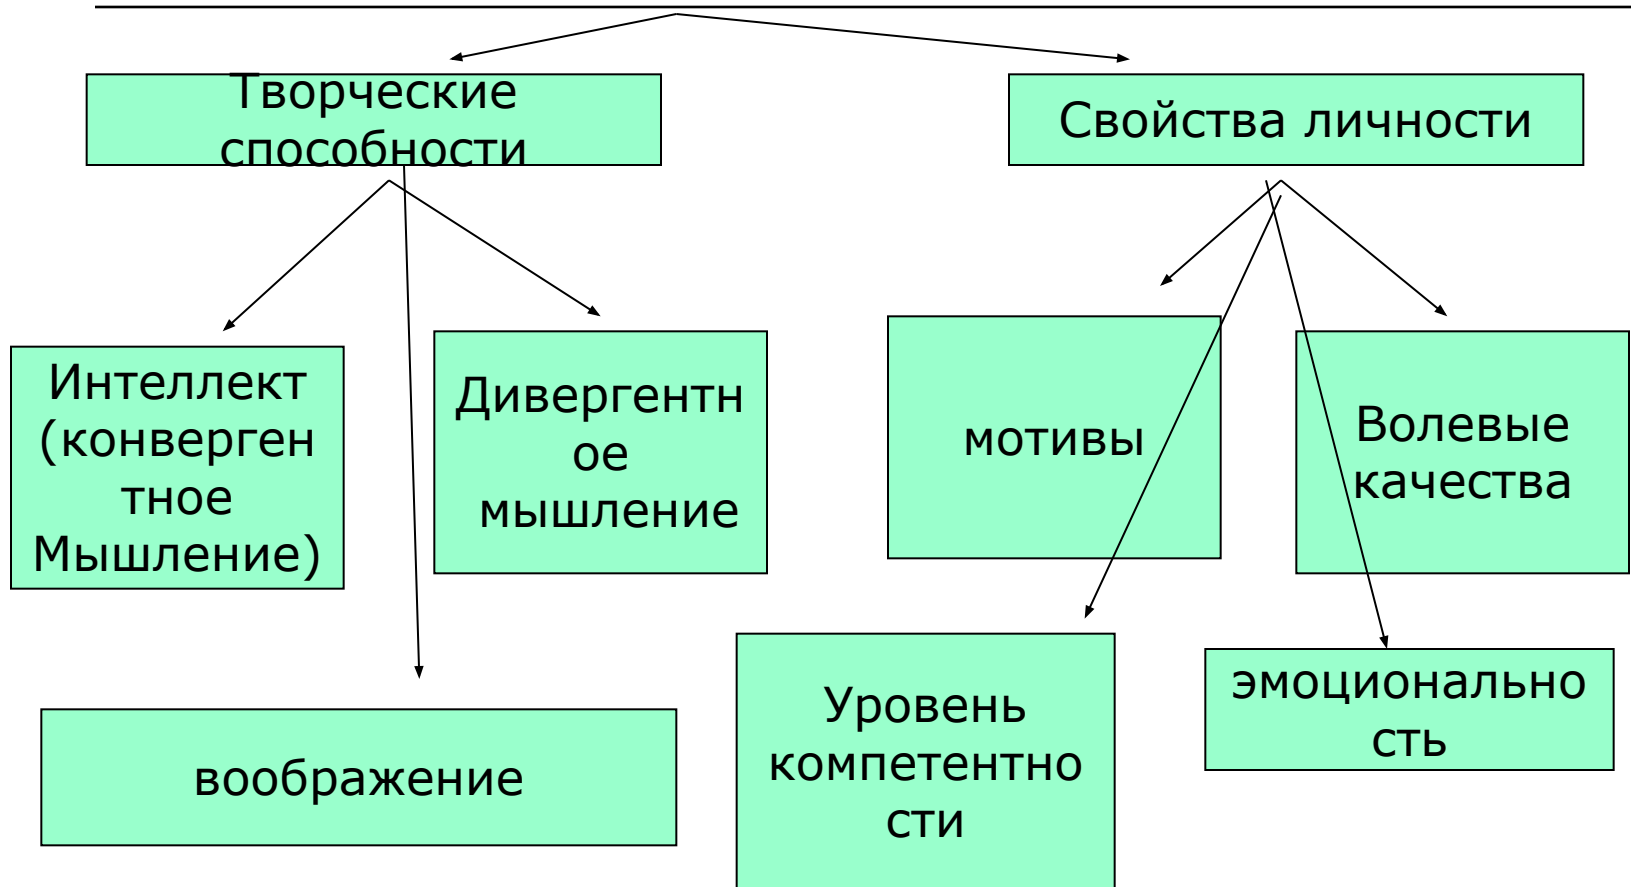 Творческие
способности
Свойства личности
Интеллект
(конверген
тное
Мышление)
Дивергентн
ое
мышление
мотивы
Волевые
качества
воображение
Уровень
компетентно
сти
эмоционально
сть